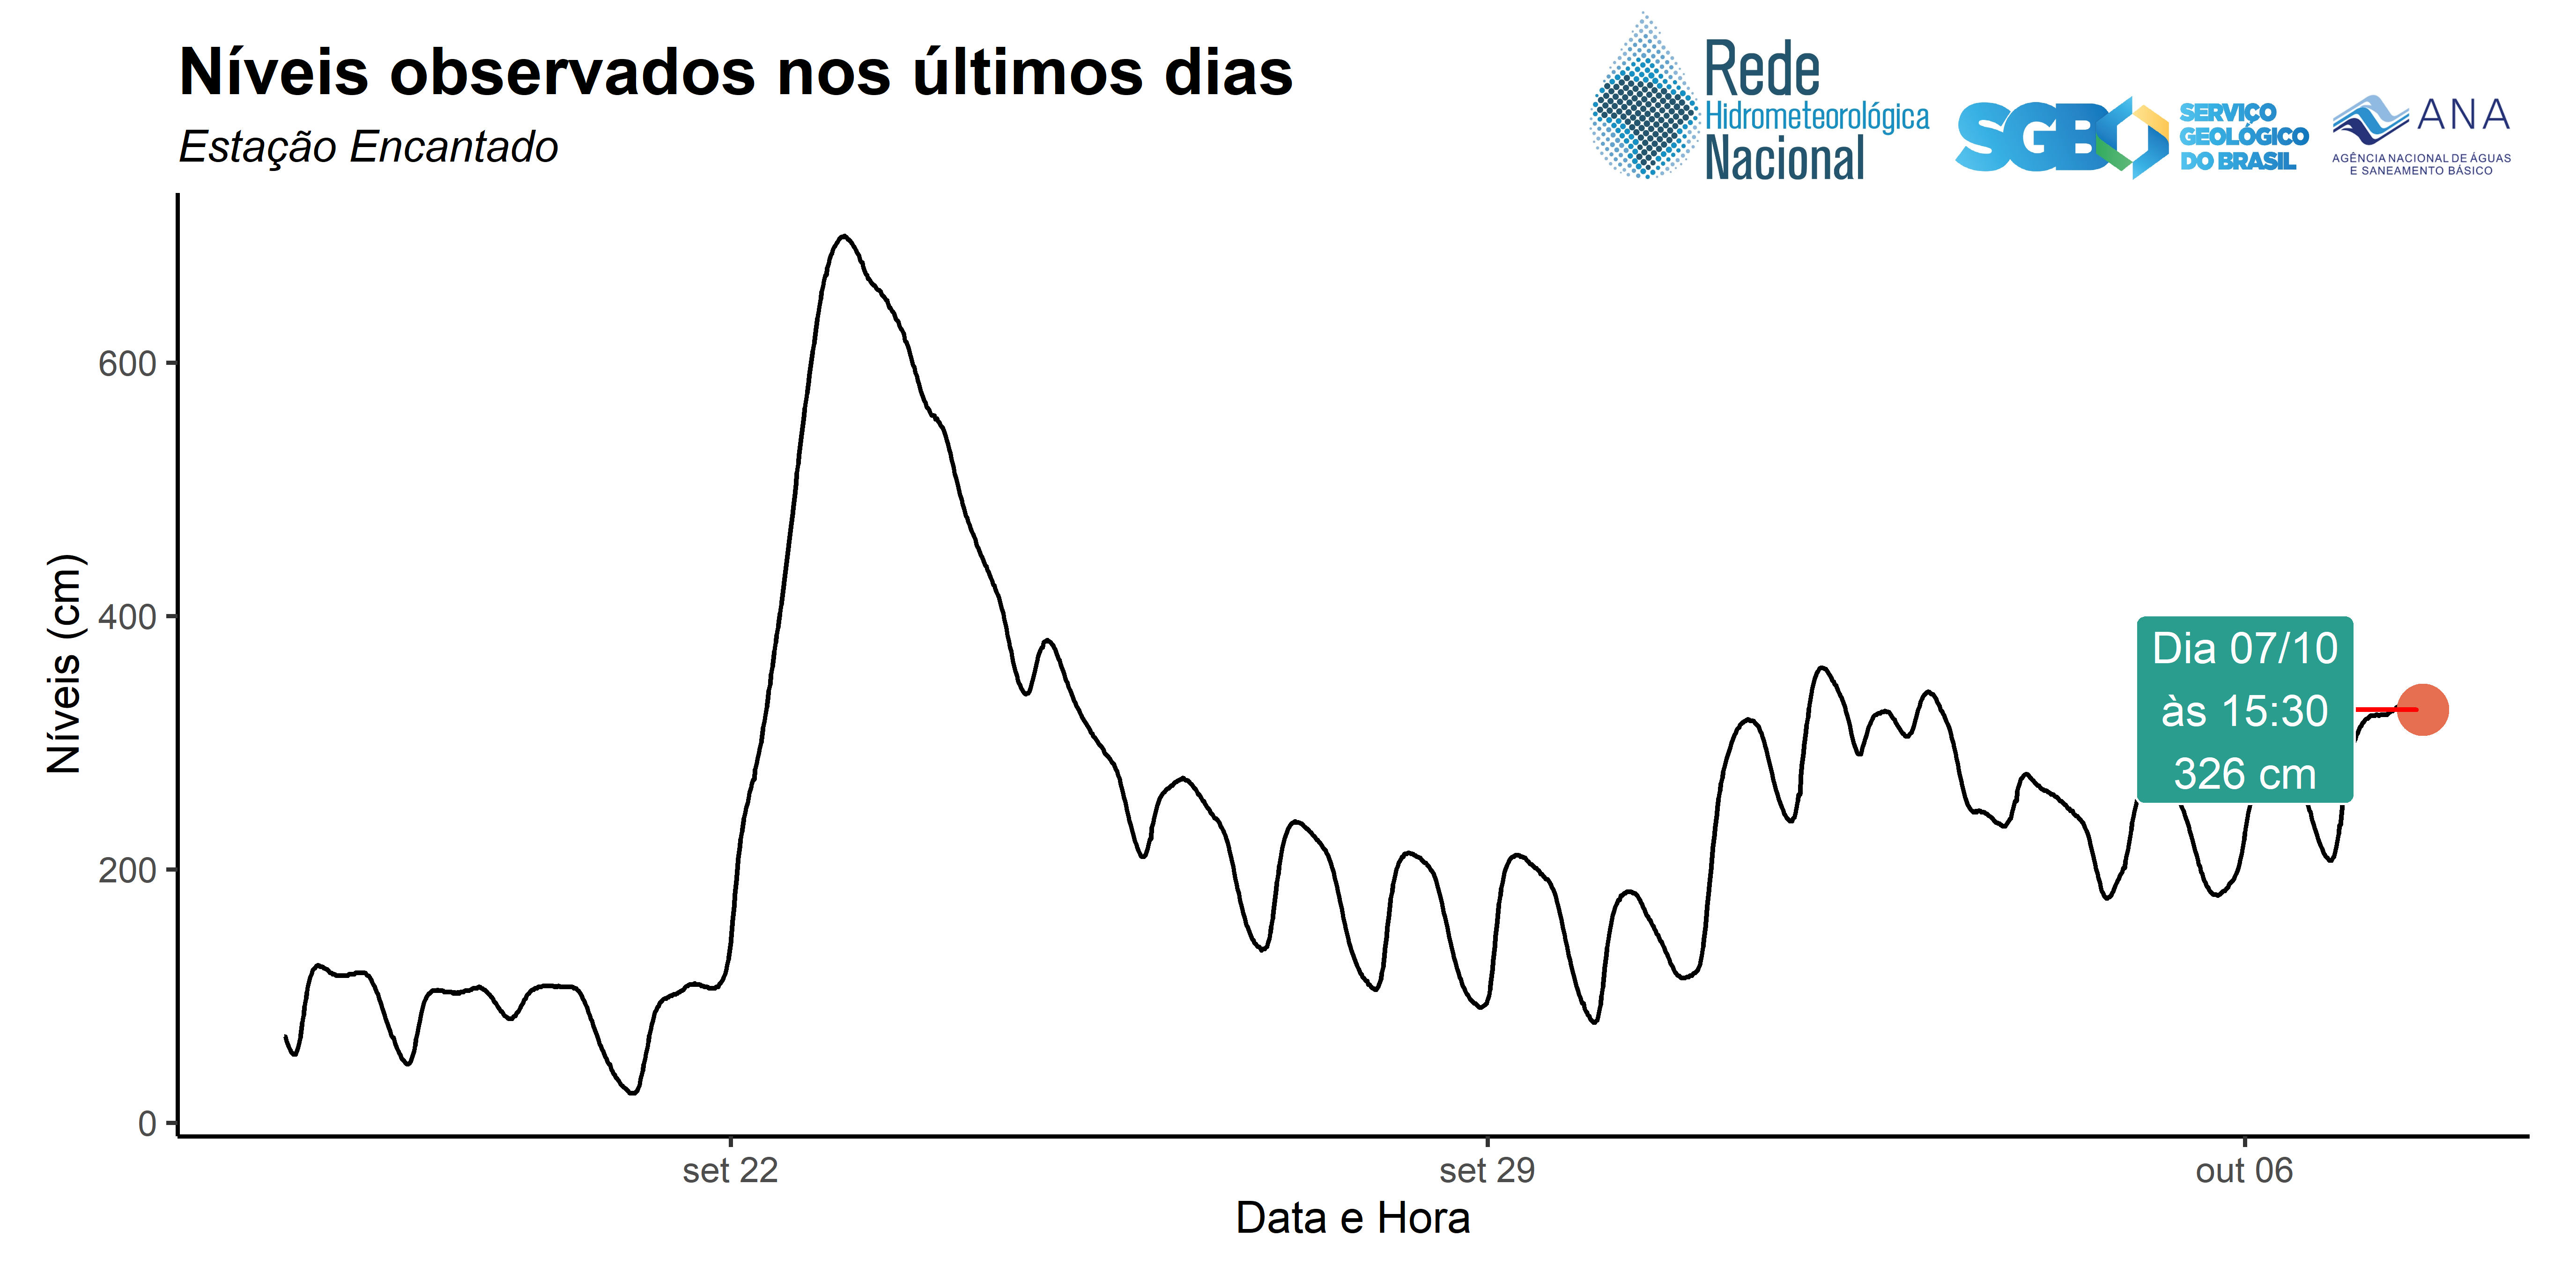 Níveis observados nos últimos dias
Estação Encantado
Rede
Hidrometeorológica
Nacional
SGB
SERVIÇO
GEOLÓGICO
DO BRASIL
ANA
AGÊNCIA NACIONAL DE ÁGUAS
E SANEAMENTO BÁSICO
Níveis (cm)
600
400
200
0
Dia 07/10
às 15:30
326 cm
set 22
set 29
out 06
Data e Hora